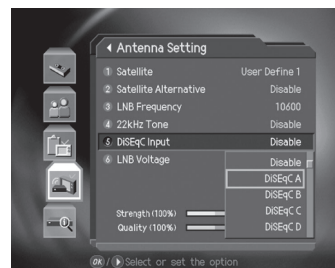 Antenna Setting
1 Satellite User Define 1
2 Satellite Alternative Disable
3 LNB Frequency 10600
4 22kHz Tone Disable
5 DiSEqC Input Disable
6 LNB Voltage Disable
DiSEqC A
DiSEqC B
Strength (100%) DiSEqC C
Quality (100%) DiSEqC D
OK / Select or set the option